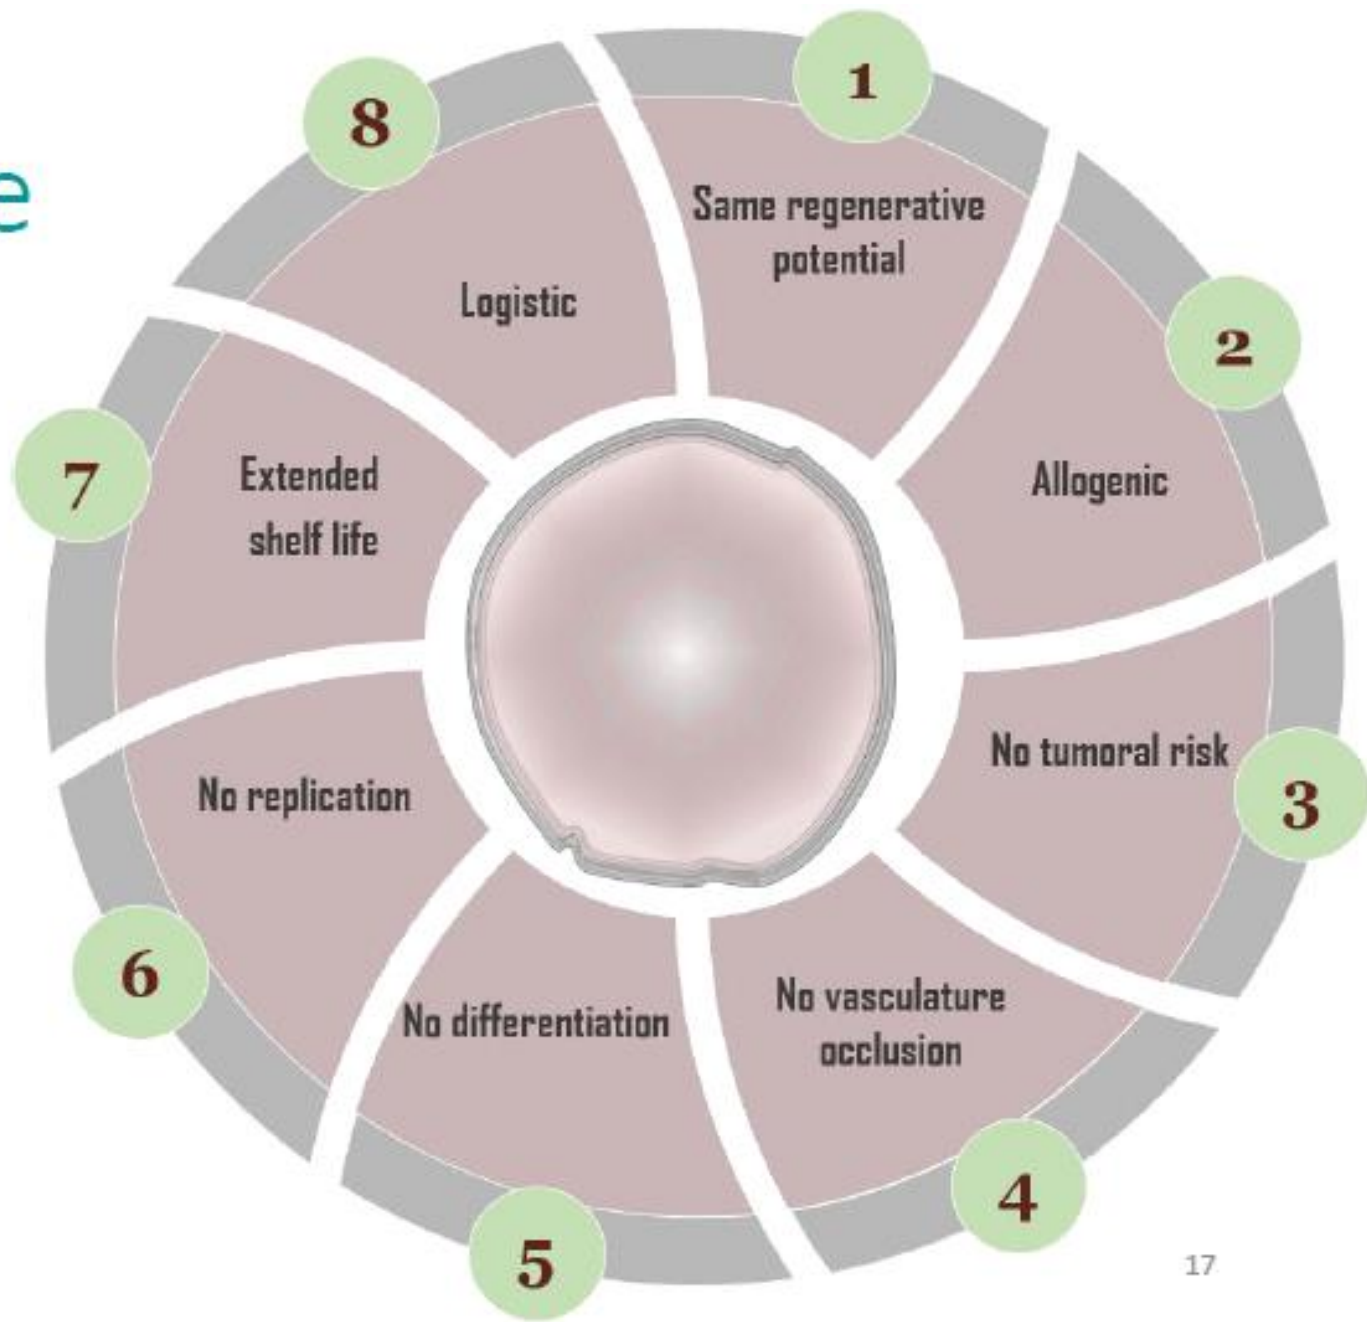 e
1
Same regenerative
potential
2
Allogenic
No tumoral risk
3
No vasculature
occlusion
4
No differentiation
5
No replication
6
Extended
shelf life
7
Logistic
8
17